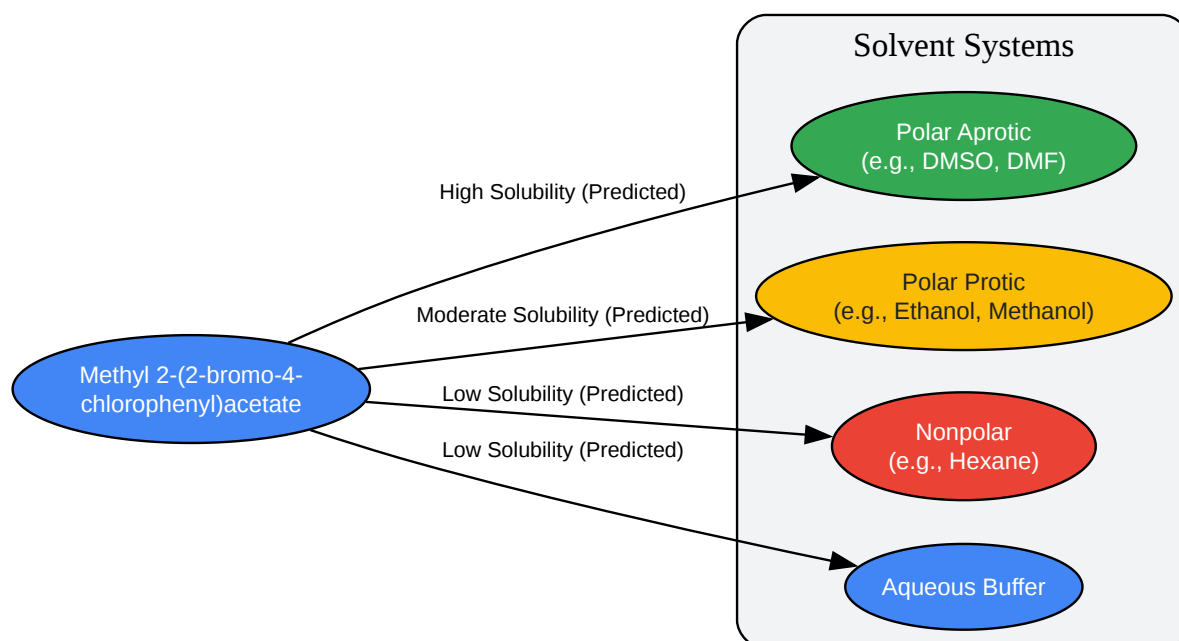 Solvent Systems
Polar Aprotic
(e.g., DMSO, DMF)
High Solubility (Predicted)
Polar Protic
(e.g., Ethanol, Methanol)
Moderate Solubility (Predicted)
Methyl 2-(2-bromo-4-
chlorophenyl)acetate
Low Solubility (Predicted)
Nonpolar
(e.g., Hexane)
Low Solubility (Predicted)
Aqueous Buffer